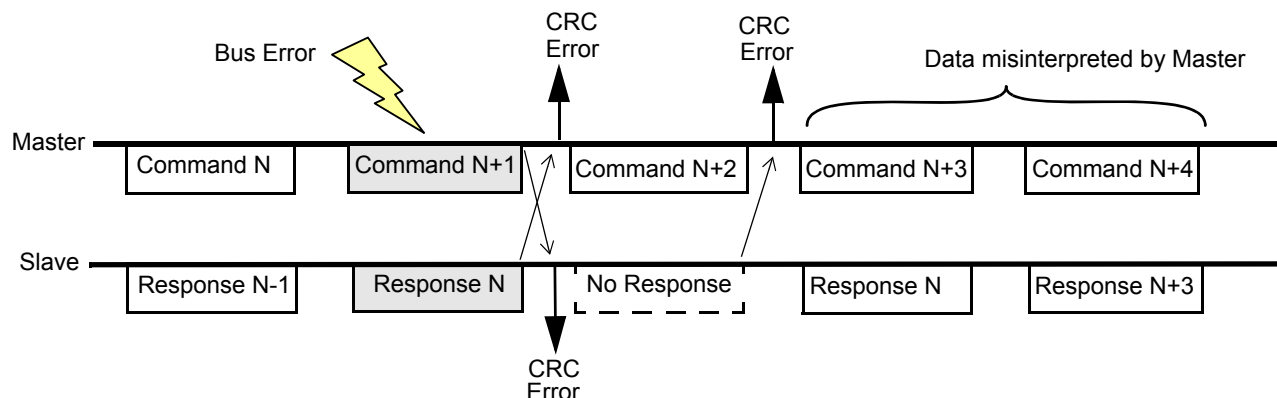 Bus Error
CRC
Error
CRC
Error
Data misinterpreted by Master
Master
Command N
Command N+1
Command N+2
Command N+3
Command N+4
Slave
Response N-1
Response N
No Response
Response N
Response N+3
CRC
Error